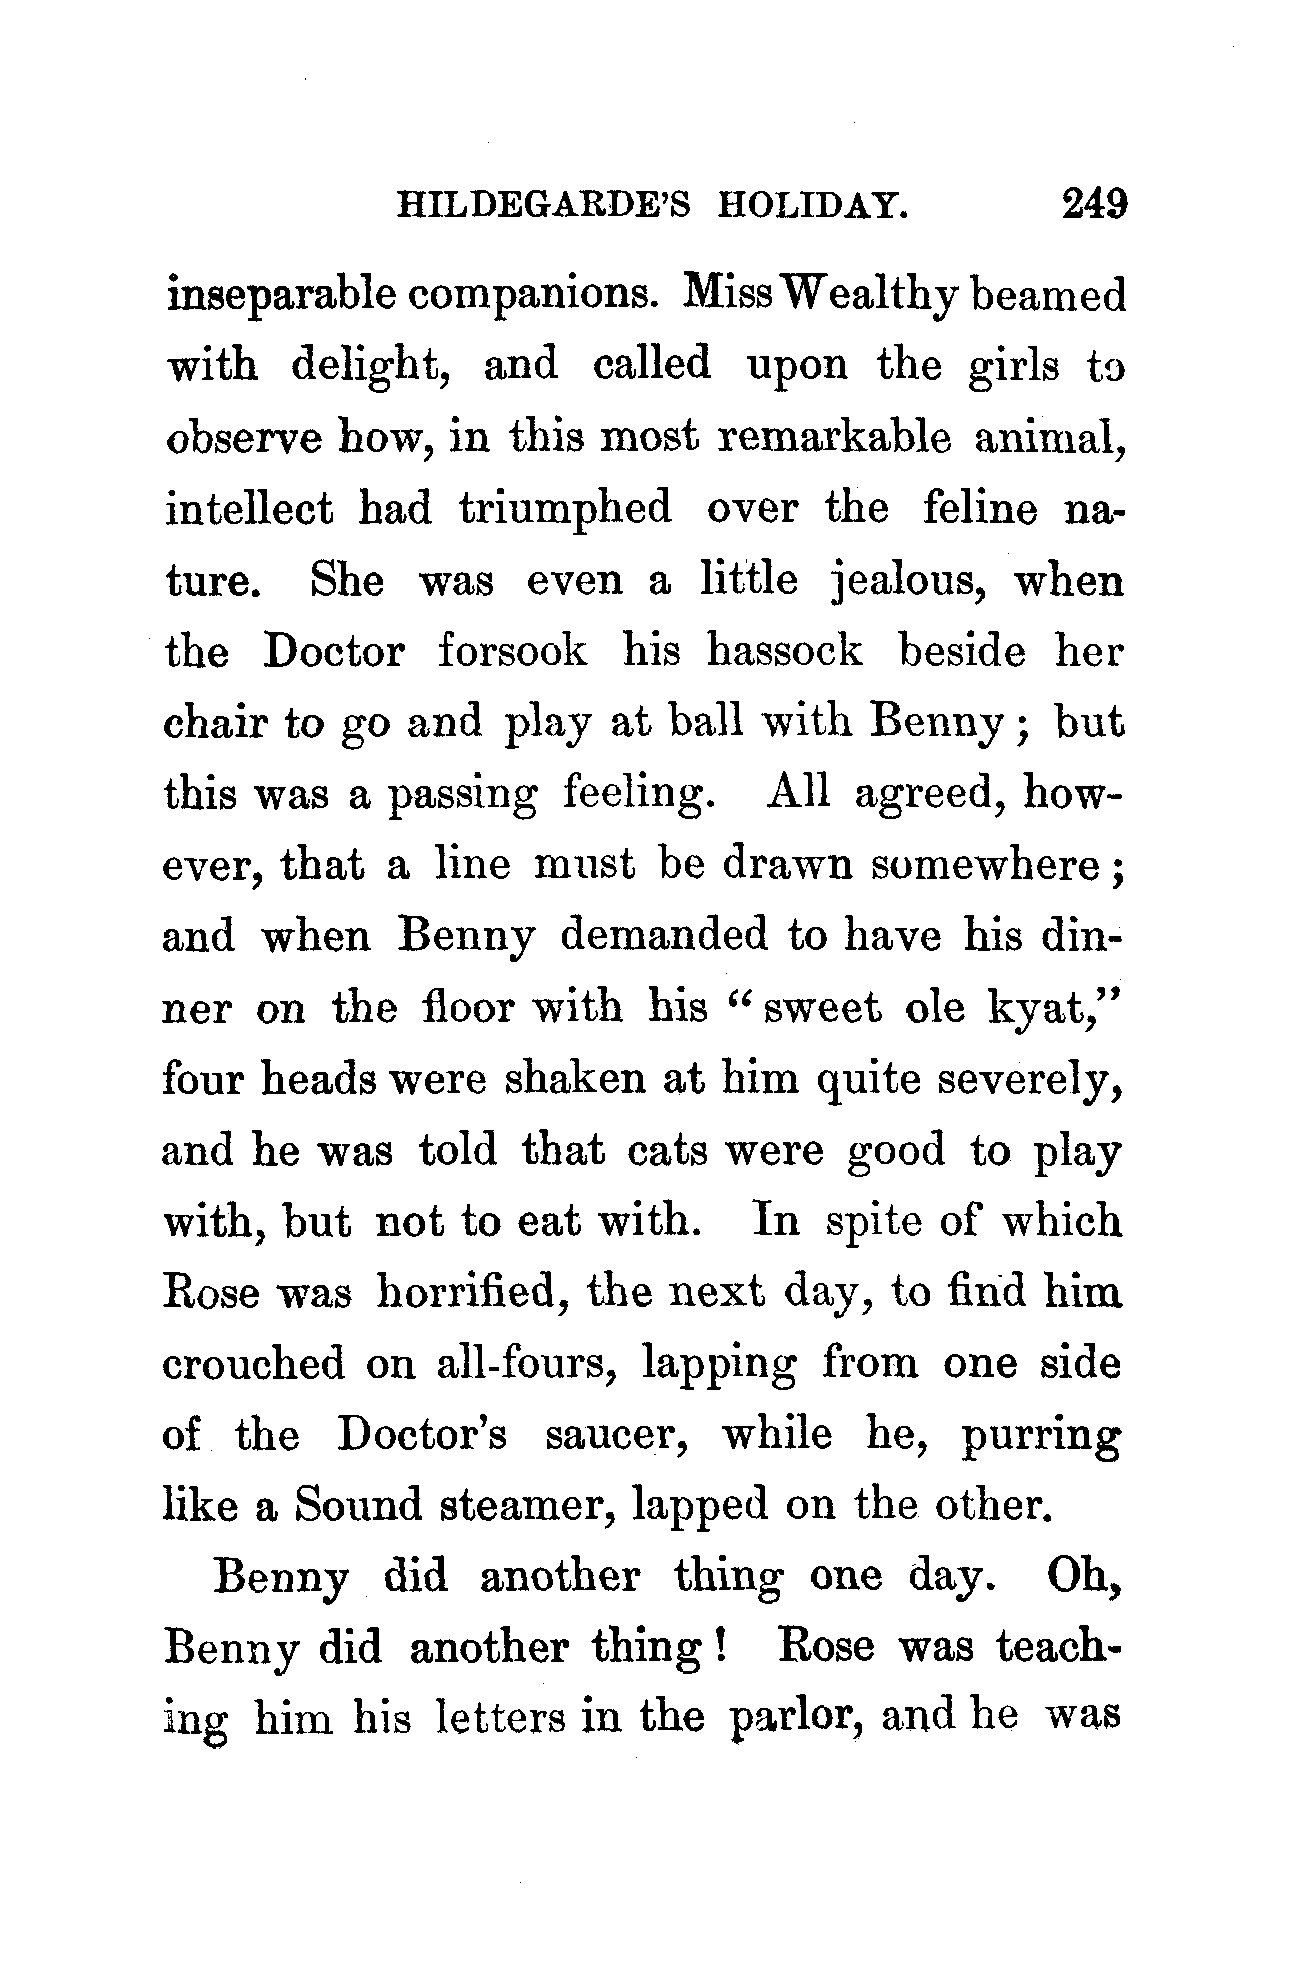 HILDEGARDE'S HOLIDAY. 249
inseparable companions. Miss Wealthy beamed
with delight, and called upon the girls to
observe how, in this most remarkable animal,
intellect had triumphed over the feline na-
ture. She was even a little jealous, when
the Doctor forsook his hassock beside her
chair to go and play at ball with Benny; but
this was a passing feeling. All agreed, how-
ever, that a line must be drawn somewhere;
and when Benny demanded to have his din-
ner on the floor with his "sweet ole kyat,"
four heads were shaken at him quite severely,
and he was told that cats were good to play
with, but not to eat with. In spite of which
Rose was horrified, the next day, to find him
crouched on all-fours, lapping from one side
of the Doctor's saucer, while he, purring
like a Sound steamer, lapped on the other.
Benny did another thing one day. Oh,
Benny did another thing! Rose was teach-
ing him his letters in the parlor, and he was